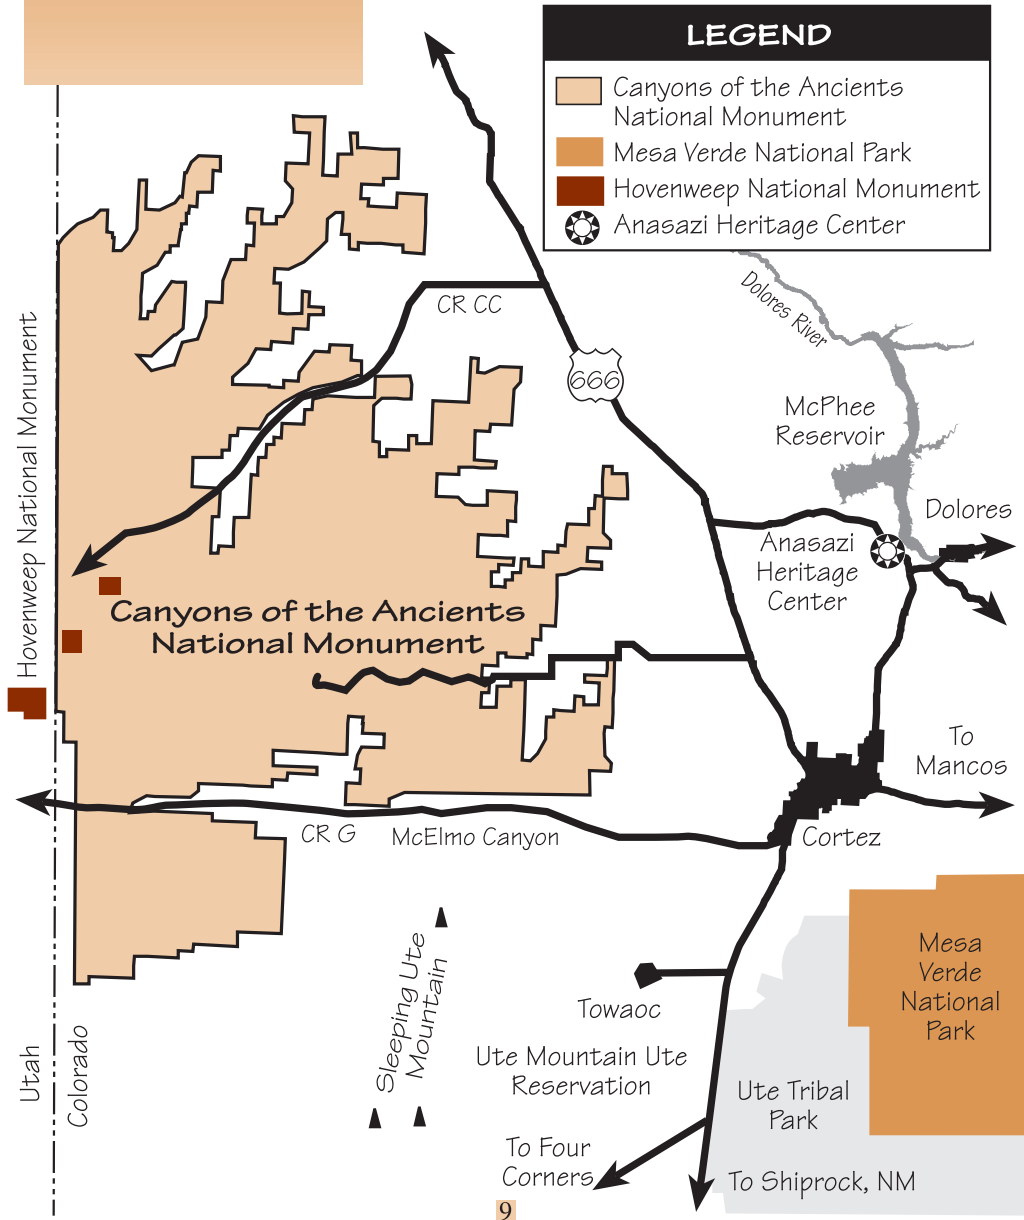 LEGEND
Canyons of the Ancients
National Monument
Mesa Verde National Park
Hovenweep National Monument
Anasazi Heritage Center
Dolores River
CR CC
666
McPhee
Reservoir
Dolores
Anasazi
Heritage
Center
Hovenweep National Monument
Canyons of the Ancients
National Monument
To
Mancos
CR G
McElmo Canyon
Cortez
Mesa
Verde
National
Park
Sleeping Ute
Mountain
Towaoc
Utah
Colorado
Ute Mountain Ute
Reservation
Ute Tribal
Park
To Four
Corners
To Shiprock, NM
9